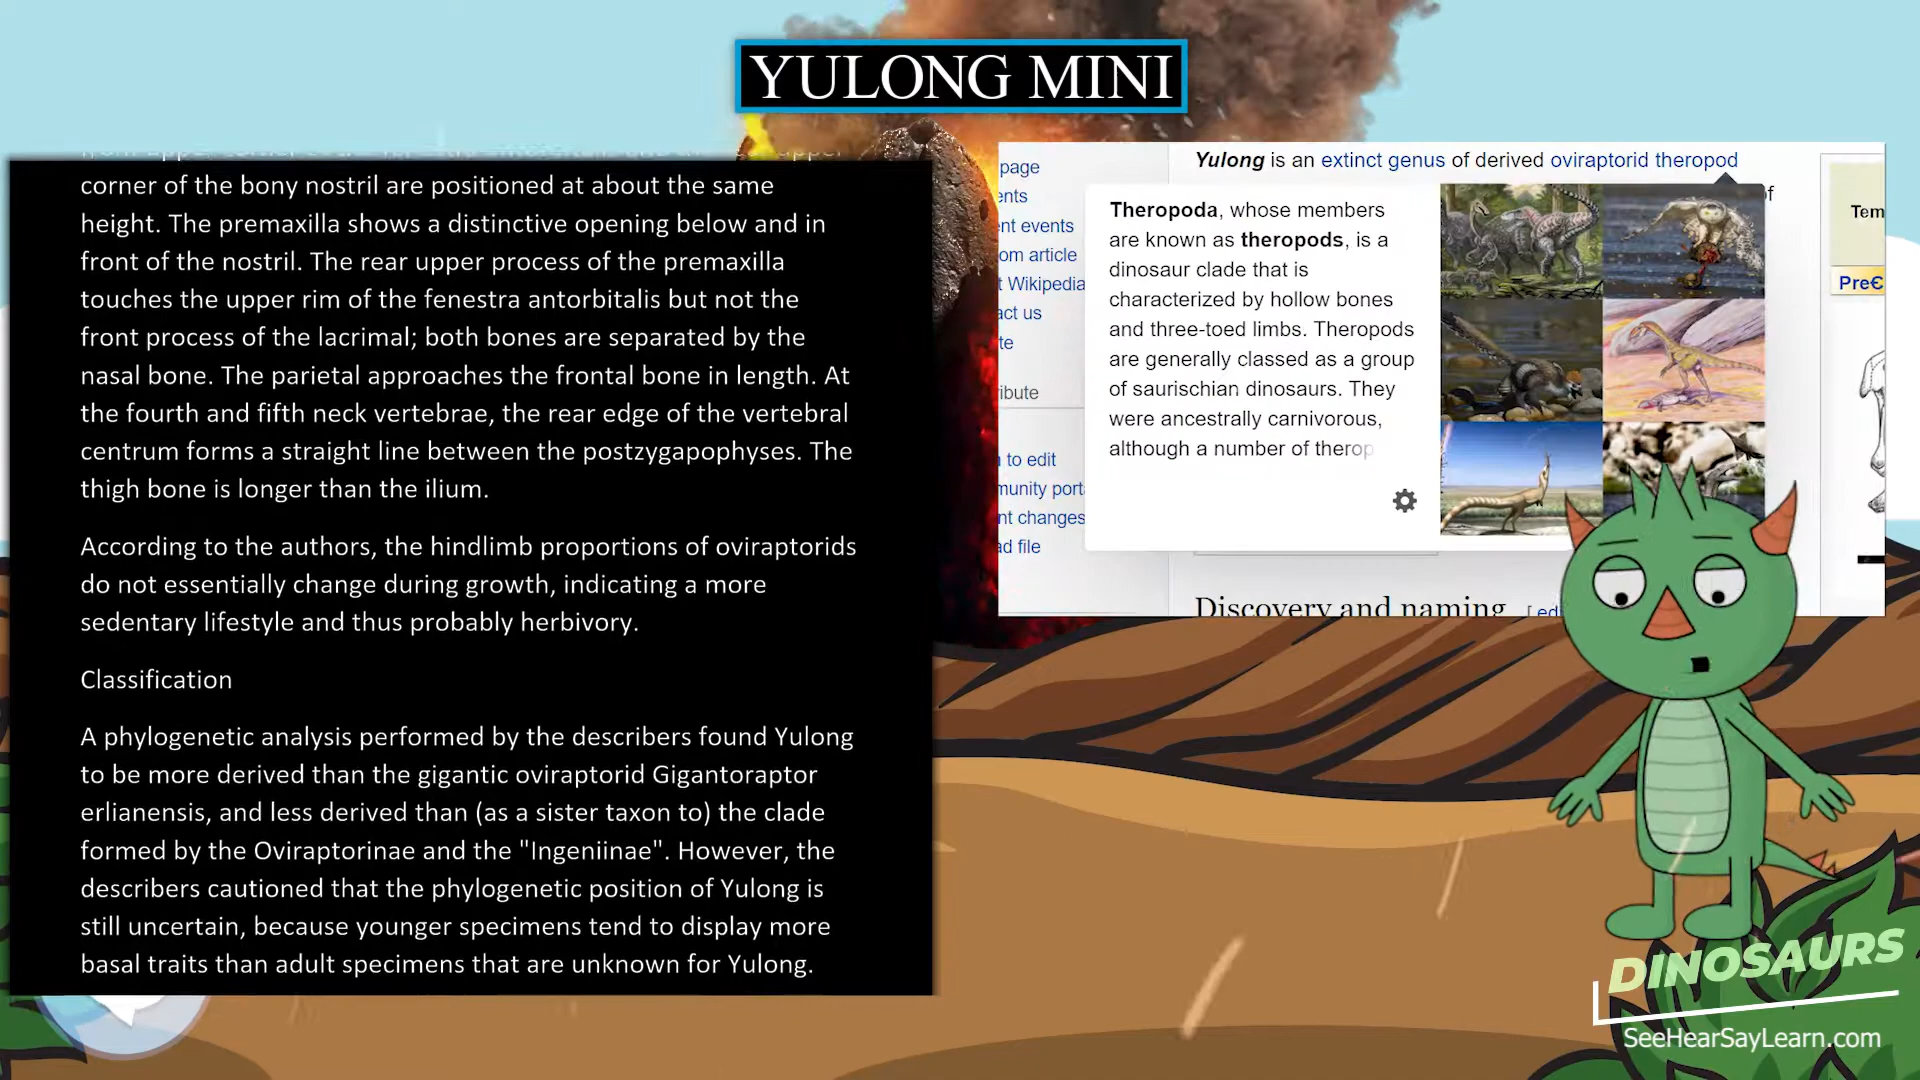 YULONG MINI
corner of the bony nostril are positioned at about the same
height. The premaxilla shows a distinctive opening below and in
front of the nostril. The rear upper process of the premaxilla
touches the upper rim of the fenestra antorbitalis but not the
front process of the lacrimal; both bones are separated by the
nasal bone. The parietal approaches the frontal bone in length. At
the fourth and fifth neck vertebrae, the rear edge of the vertebral
centrum forms a straight line between the postzygapophyses. The
thigh bone is longer than the ilium.
According to the authors, the hindlimb proportions of oviraptorids
do not essentially change during growth, indicating a more
sedentary lifestyle and thus probably herbivory.
Classification
A phylogenetic analysis performed by the describers found Yulong
to be more derived than the gigantic oviraptorid Gigantoraptor
erlianensis, and less derived than (as a sister taxon to) the clade
formed by the Oviraptorinae and the "Ingeniinae". However, the
describers cautioned that the phylogenetic position of Yulong is
still uncertain, because younger specimens tend to display more
basal traits than adult specimens that are unknown for Yulong.
page
ents
nt events
om article
t Wikipedia
act us
te
ibute
to edit
munity port
nt changes
ad file
Yulong is an extinct genus of derived oviraptorid theropod
of
Theropoda, whose members
are known as theropods, is a
dinosaur clade that is
characterized by hollow bones
and three-toed limbs. Theropods
are generally classed as a group
of saurischian dinosaurs. They
were ancestrally carnivorous,
although a number of therop
Discovery and naming [ ed
Tem
PreЄ
DINOSAURS
SeeHearSayLearn.com